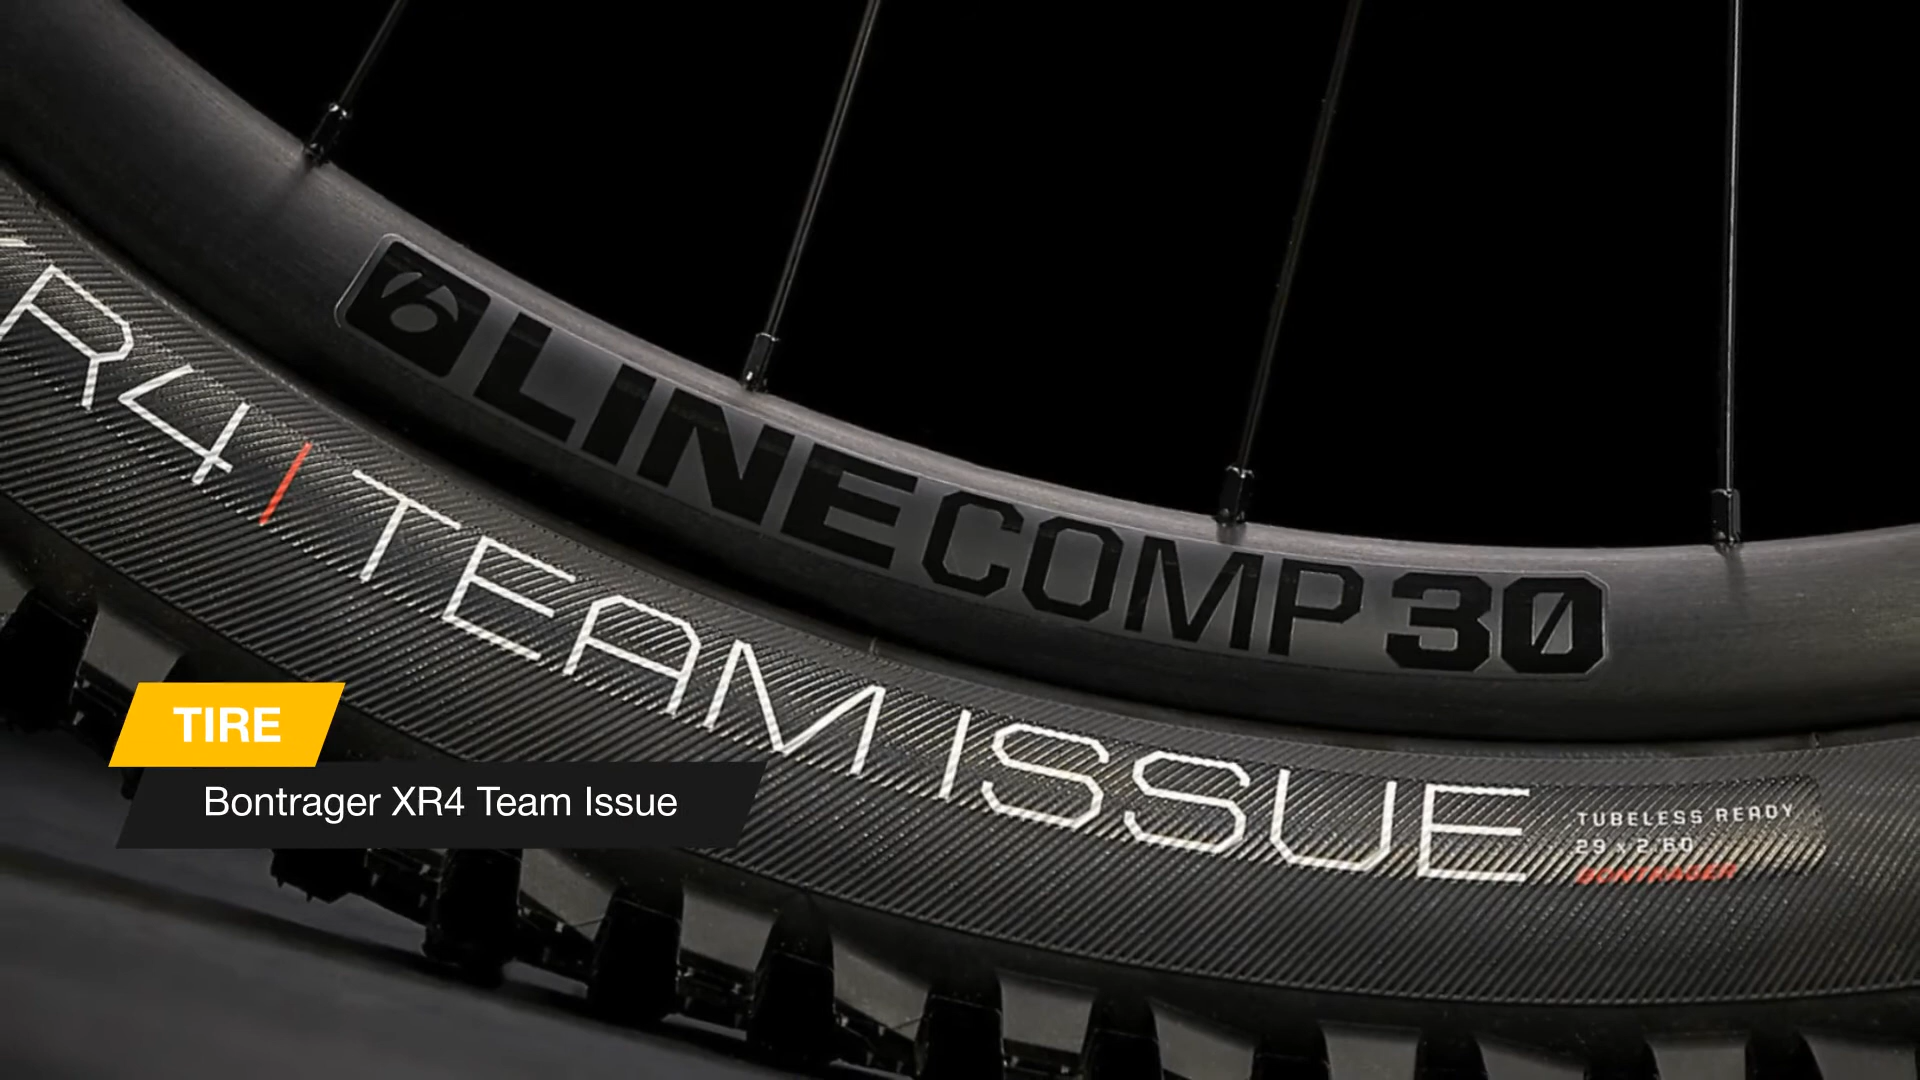 LINE COMP 30
R4 | TEAM ISSUE
TUBELESS READY
29 x 2.60
BONTRAGER
TIRE
Bontrager XR4 Team Issue